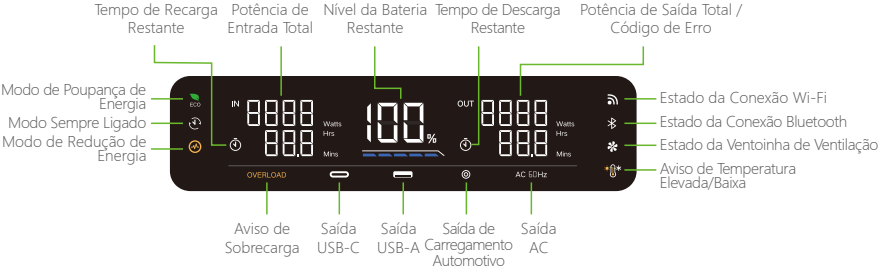 Tempo de Recarga
Restante
Potência de
Entrada Total
Nível da Bateria
Restante
Tempo de Descarga
Restante
Potência de Saída Total /
Código de Erro
Modo de Poupança de
Energia
Modo Sempre Ligado
Modo de Redução de
Energia
ECO
IN
8888
Watts
Hrs
88.8
Mins
100%
OUT
8888
Watts
Hrs
88.8
Mins
OVERLOAD
AC 60Hz
Estado da Conexão Wi-Fi
Estado da Conexão Bluetooth
Estado da Ventoinha de Ventilação
Aviso de Temperatura
Elevada/Baixa
Aviso de
Sobrecarga
Saída
USB-C
Saída
USB-A
Saída de
Carregamento
Automotivo
Saída
AC